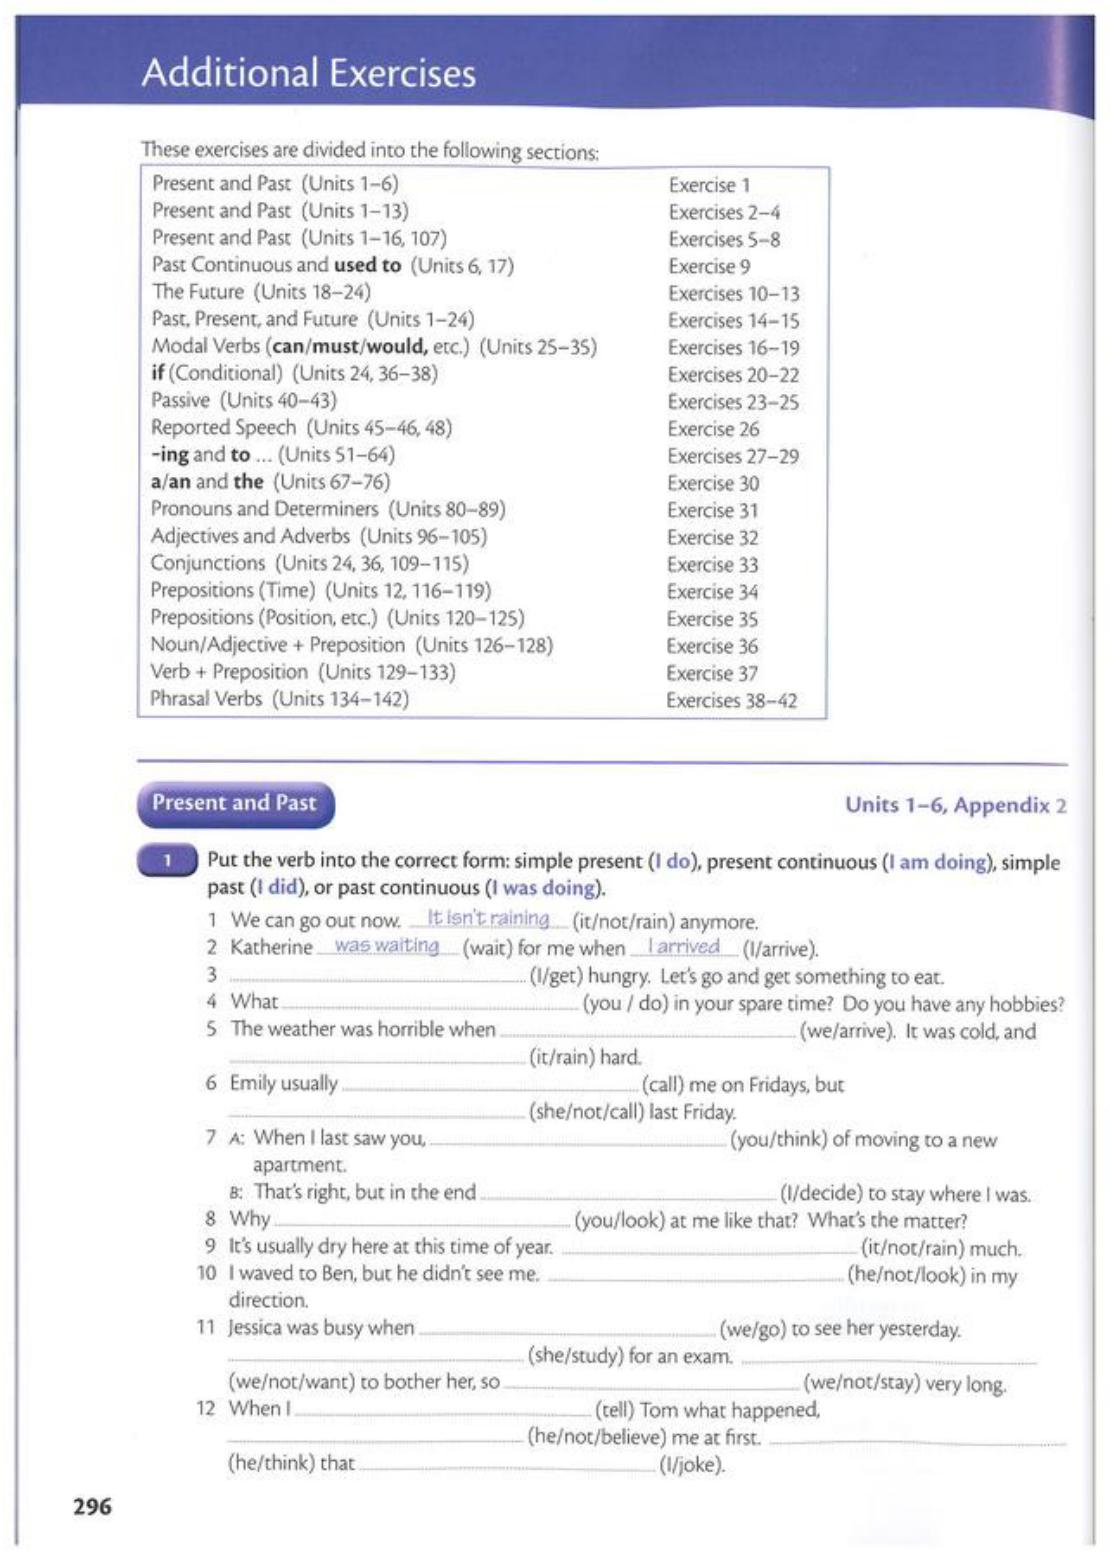 Additional Exercises
These exercises are divided into the following sections:
Present and Past (Units 1–6) Exercise 1
Present and Past (Units 1–13) Exercises 2–4
Present and Past (Units 1–16, 107) Exercises 5–8
Past Continuous and used to (Units 6, 17) Exercise 9
The Future (Units 18–24) Exercises 10–13
Past, Present, and Future (Units 1–24) Exercises 14–15
Modal Verbs (can/must/would, etc.) (Units 25–35) Exercises 16–19
if (Conditional) (Units 24, 36–38) Exercises 20–22
Passive (Units 40–43) Exercises 23–25
Reported Speech (Units 45–46, 48) Exercise 26
-ing and to ... (Units 51–64) Exercises 27–29
a/an and the (Units 67–76) Exercise 30
Pronouns and Determiners (Units 80–89) Exercise 31
Adjectives and Adverbs (Units 96–105) Exercise 32
Conjunctions (Units 24, 36, 109–115) Exercise 33
Prepositions (Time) (Units 12, 116–119) Exercise 34
Prepositions (Position, etc.) (Units 120–125) Exercise 35
Noun/Adjective + Preposition (Units 126–128) Exercise 36
Verb + Preposition (Units 129–133) Exercise 37
Phrasal Verbs (Units 134–142) Exercises 38–42
Present and Past Units 1–6, Appendix 2
1 Put the verb into the correct form: simple present (I do), present continuous (I am doing), simple
past (I did), or past continuous (I was doing).
1 We can go out now. It isn't raining (it/not/rain) anymore.
2 Katherine was waiting (wait) for me when I arrived (I/arrive).
3 (I/get) hungry. Let's go and get something to eat.
4 What (you / do) in your spare time? Do you have any hobbies?
5 The weather was horrible when (we/arrive). It was cold, and
(it/rain) hard.
6 Emily usually (call) me on Fridays, but
(she/not/call) last Friday.
7 A: When I last saw you, (you/think) of moving to a new
apartment.
B: That's right, but in the end (I/decide) to stay where I was.
8 Why (you/look) at me like that? What's the matter?
9 It's usually dry here at this time of year. (it/not/rain) much.
10 I waved to Ben, but he didn't see me. (he/not/look) in my
direction.
11 Jessica was busy when (we/go) to see her yesterday.
(she/study) for an exam.
(we/not/want) to bother her, so (we/not/stay) very long.
12 When I (tell) Tom what happened,
(he/not/believe) me at first.
(he/think) that (I/joke).
296